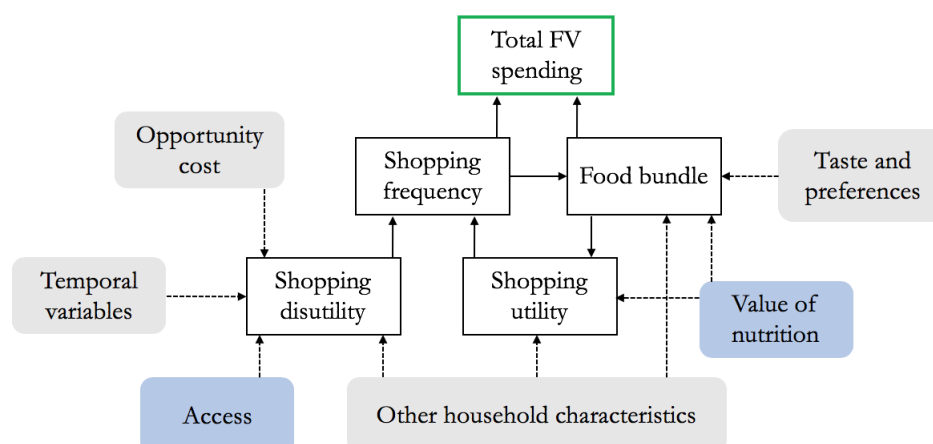 Total FV
spending
Opportunity
cost
Shopping
frequency
Food bundle
Taste and
preferences
Temporal
variables
Shopping
disutility
Shopping
utility
Value of
nutrition
Access
Other household characteristics